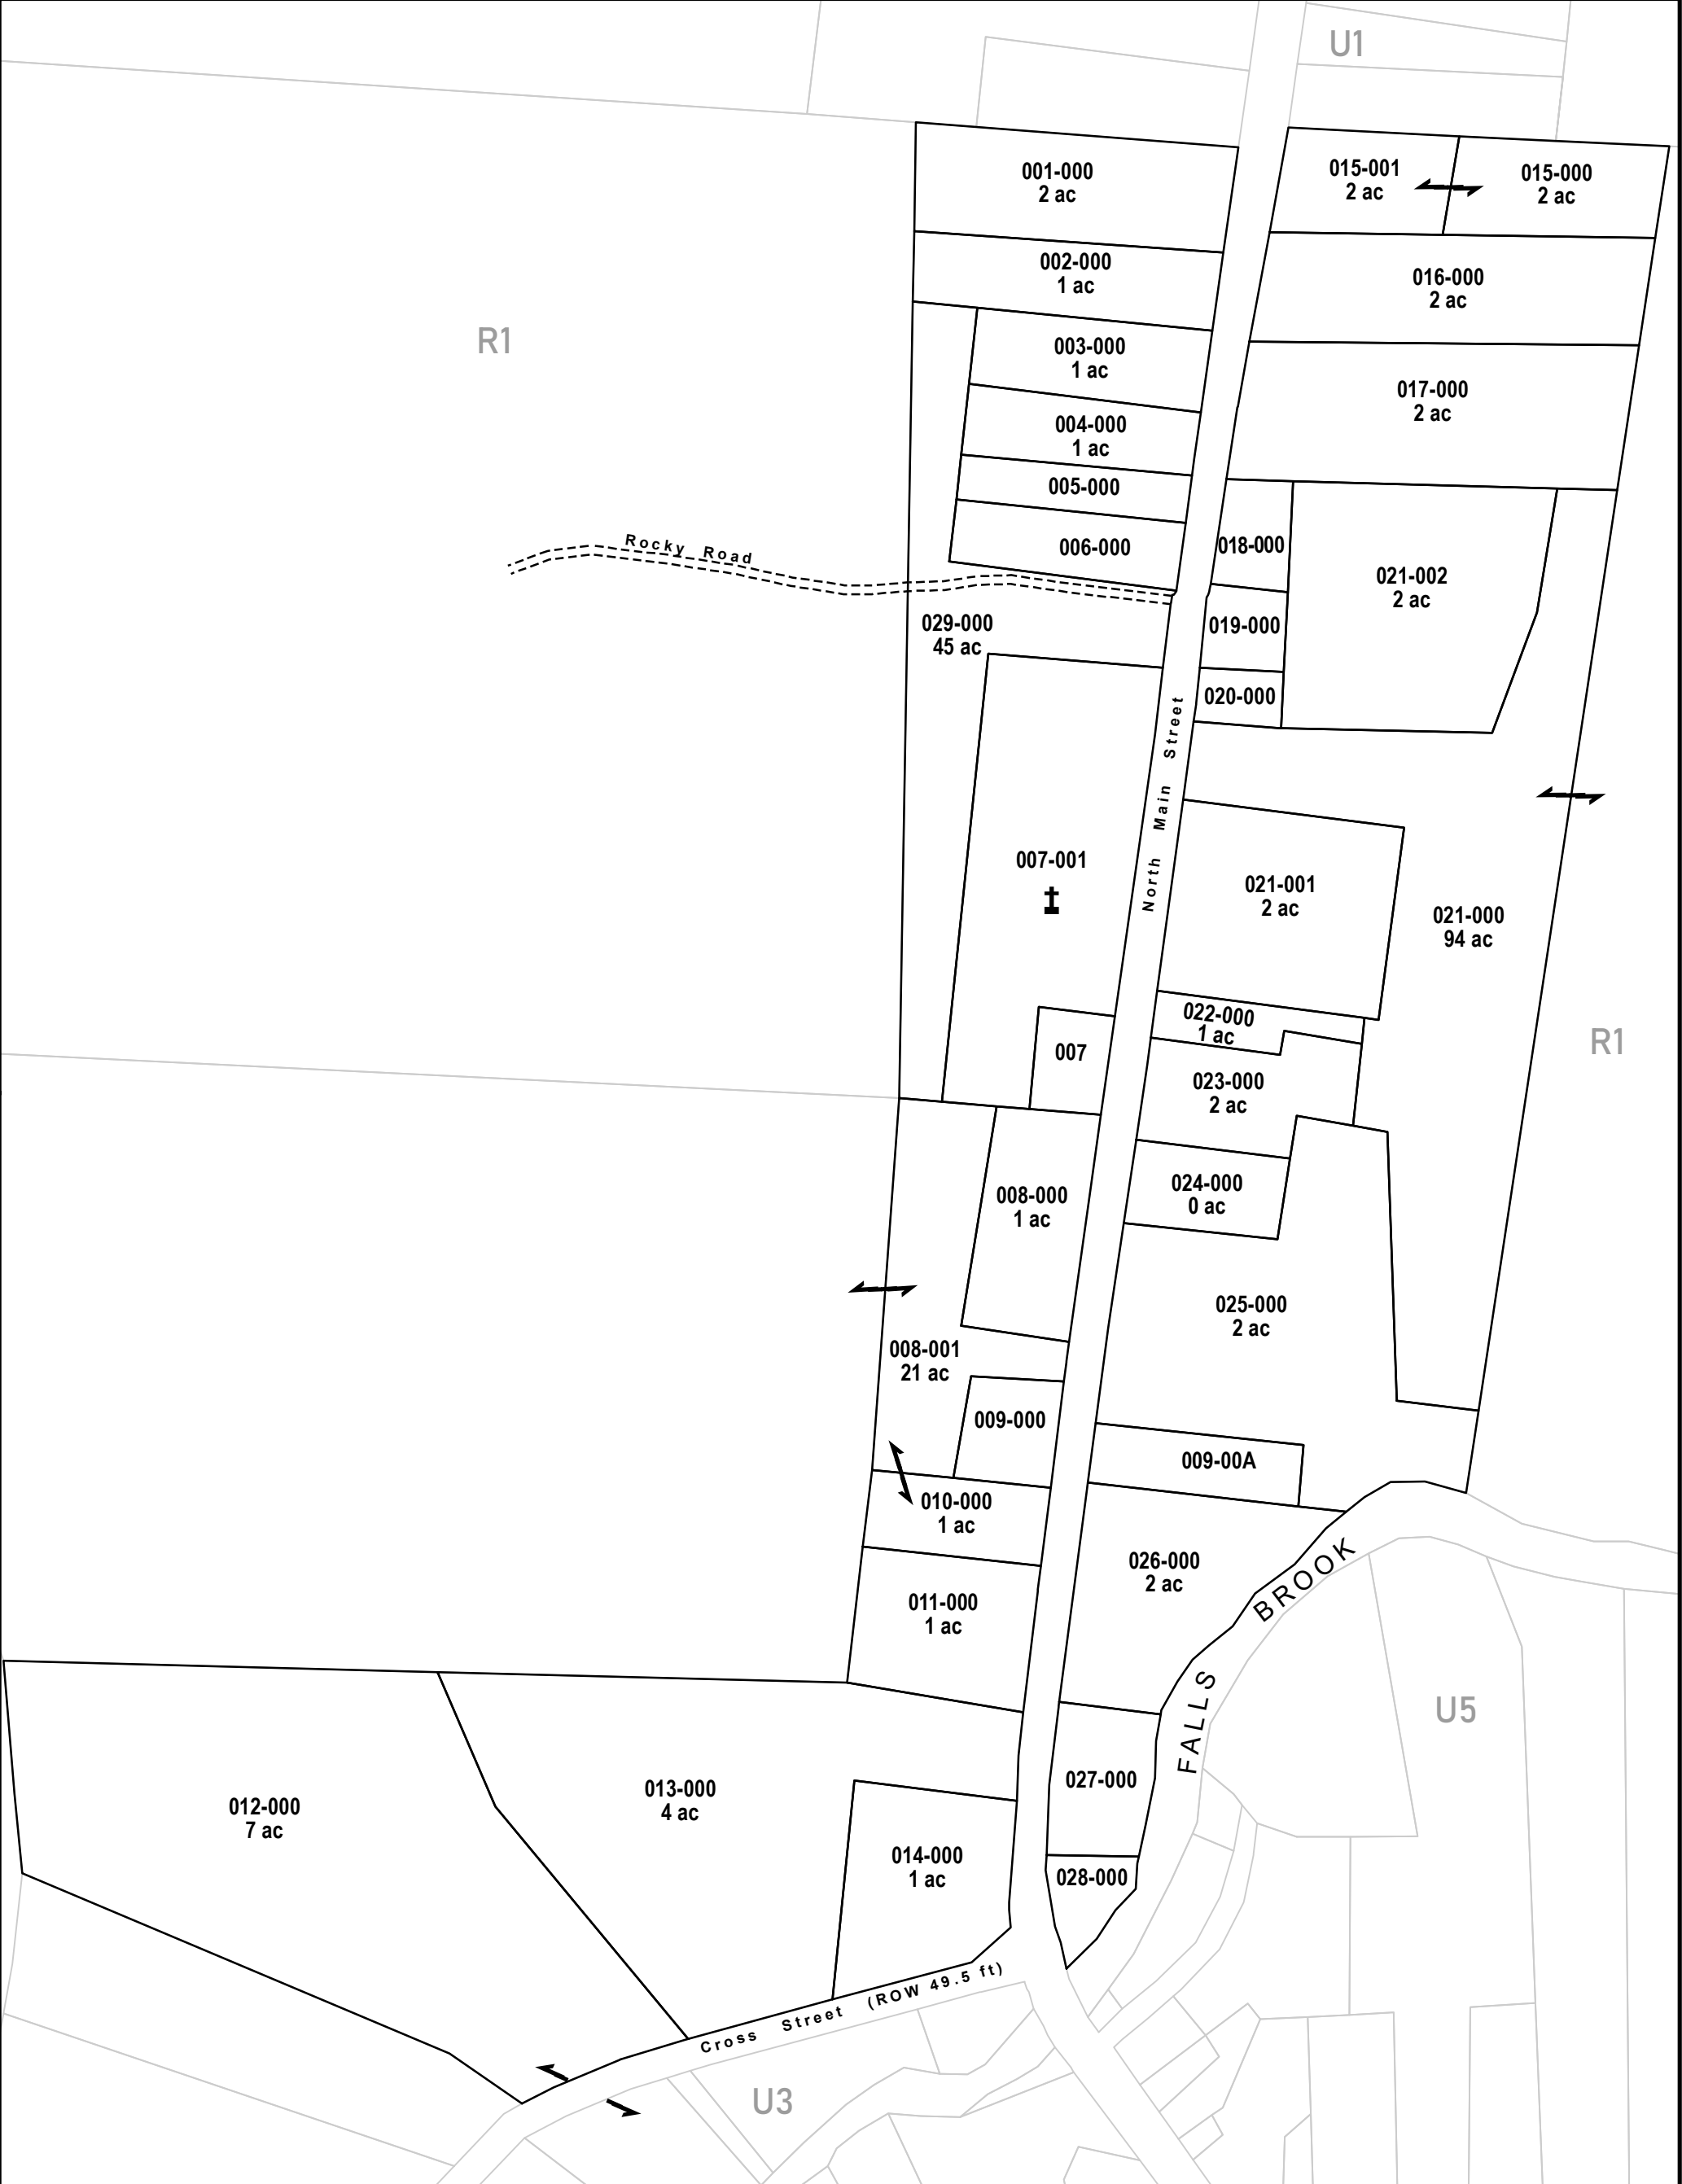 U1
001-000
2 ac
015-001
2 ac
015-000
2 ac
002-000
1 ac
016-000
2 ac
R1
003-000
1 ac
017-000
2 ac
004-000
1 ac
005-000
006-000
018-000
Rocky Road
021-002
2 ac
029-000
45 ac
019-000
020-000
North Main Street
007-001
021-001
2 ac
021-000
94 ac
022-000
1 ac
R1
007
023-000
2 ac
024-000
0 ac
008-000
1 ac
025-000
2 ac
008-001
21 ac
009-000
009-00A
010-000
1 ac
026-000
2 ac
011-000
1 ac
FALLS BROOK
U5
027-000
013-000
4 ac
012-000
7 ac
014-000
1 ac
028-000
Cross Street (ROW 49.5 ft)
U3